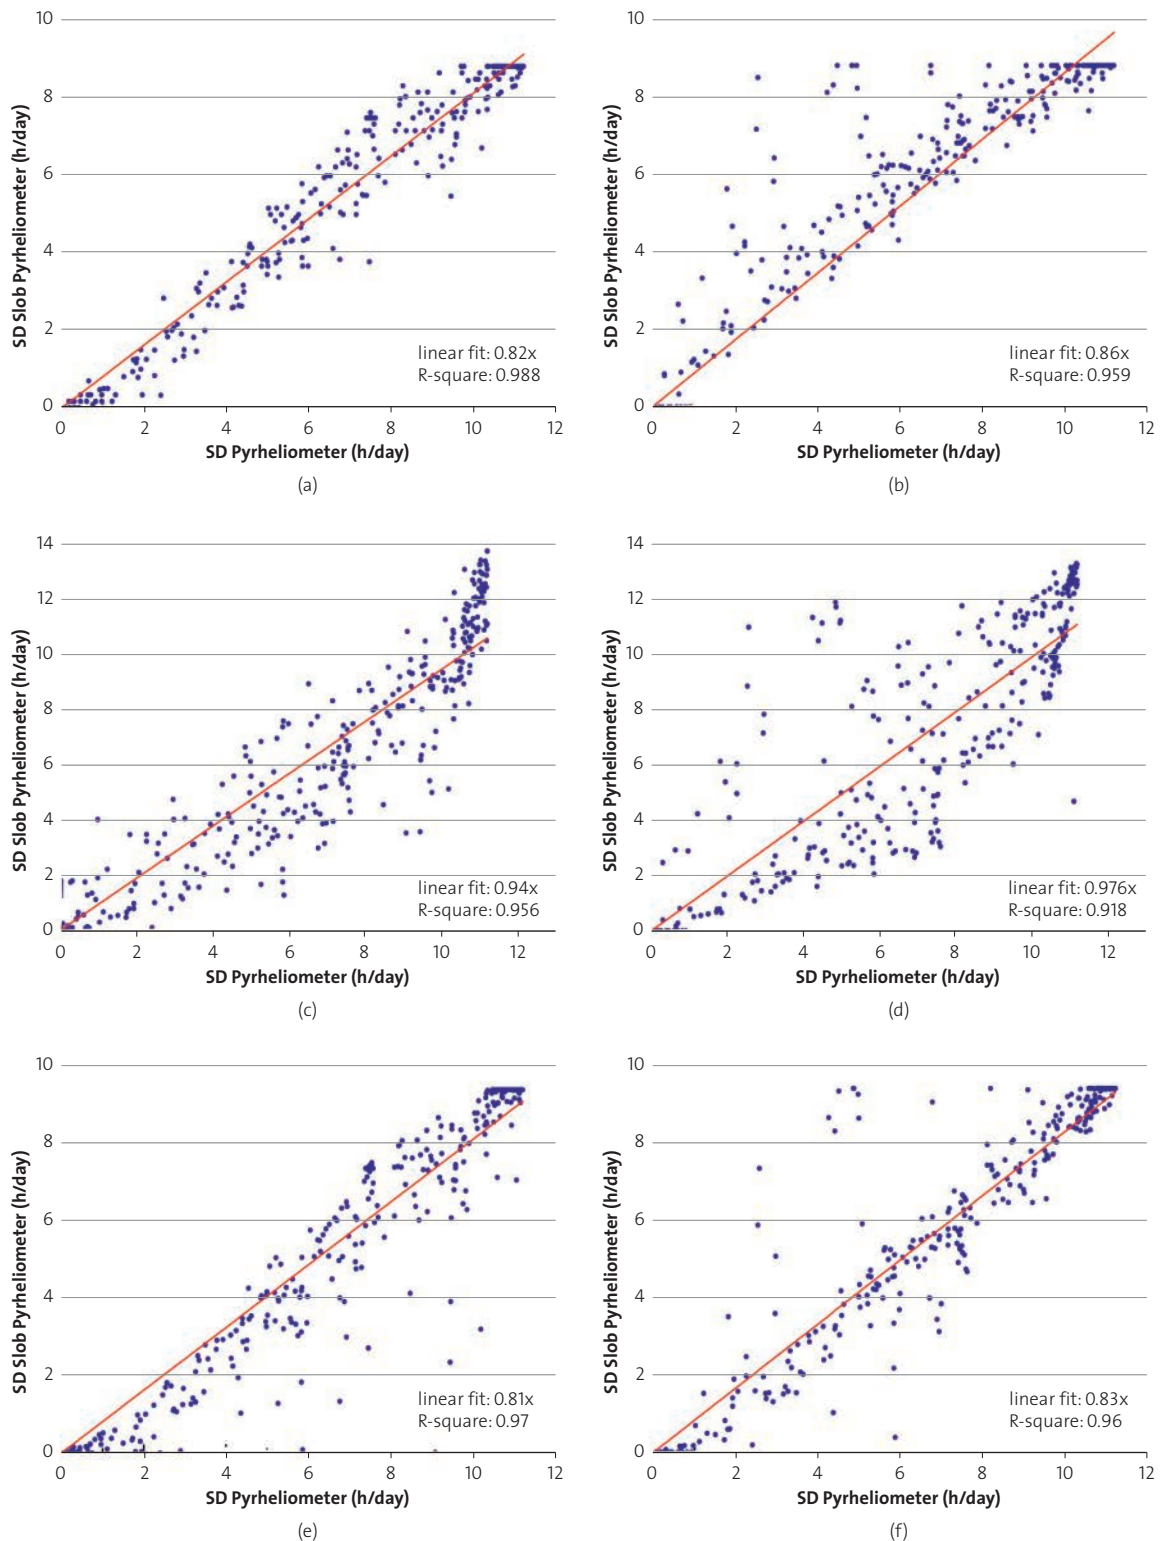 10
8
6
4
2
0
SD Slob Pyrheliometer (h/day)
linear fit: 0.82x
R-square: 0.988
0 2 4 6 8 10 12
SD Pyrheliometer (h/day)
(a)
10
8
6
4
2
0
SD Slob Pyrheliometer (h/day)
linear fit: 0.86x
R-square: 0.959
0 2 4 6 8 10 12
SD Pyrheliometer (h/day)
(b)
14
12
10
8
6
4
2
0
SD Slob Pyrheliometer (h/day)
linear fit: 0.94x
R-square: 0.956
0 2 4 6 8 10 12
SD Pyrheliometer (h/day)
(c)
14
12
10
8
6
4
2
0
SD Slob Pyrheliometer (h/day)
linear fit: 0.976x
R-square: 0.918
0 2 4 6 8 10 12
SD Pyrheliometer (h/day)
(d)
10
8
6
4
2
0
SD Slob Pyrheliometer (h/day)
linear fit: 0.81x
R-square: 0.97
0 2 4 6 8 10 12
SD Pyrheliometer (h/day)
(e)
10
8
6
4
2
0
SD Slob Pyrheliometer (h/day)
linear fit: 0.83x
R-square: 0.96
0 2 4 6 8 10 12
SD Pyrheliometer (h/day)
(f)